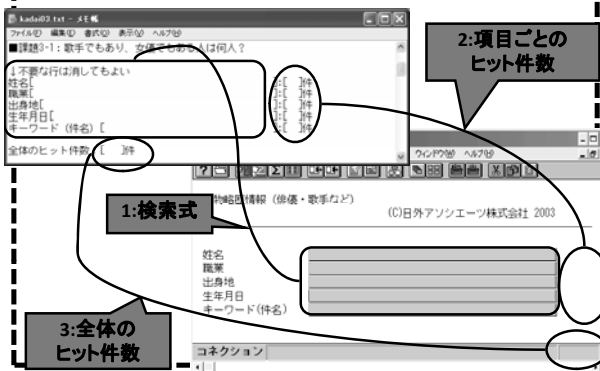 kadai03.txt - メモ帳
ファイル(F) 編集(E) 書式(O) 表示(V) ヘルプ(H)
■課題3-1：歌手でもあり、女優でもある人は何人？
↓不要な行は消してもよい
姓名[ ]:[ ]件
職業[ ]:[ ]件
出身地[ ]:[ ]件
生年月日[ ]:[ ]件
キーワード（件名）[ ]:[ ]件
全体のヒット件数 [ ]件
2:項目ごとの
ヒット件数
ウィンドウ(W) ヘルプ(H)
1:検索式
物略歴情報（俳優・歌手など）
(C)日外アソシエーツ株式会社 2003
姓名
職業
出身地
生年月日
キーワード(件名)
3:全体の
ヒット件数
コネクション